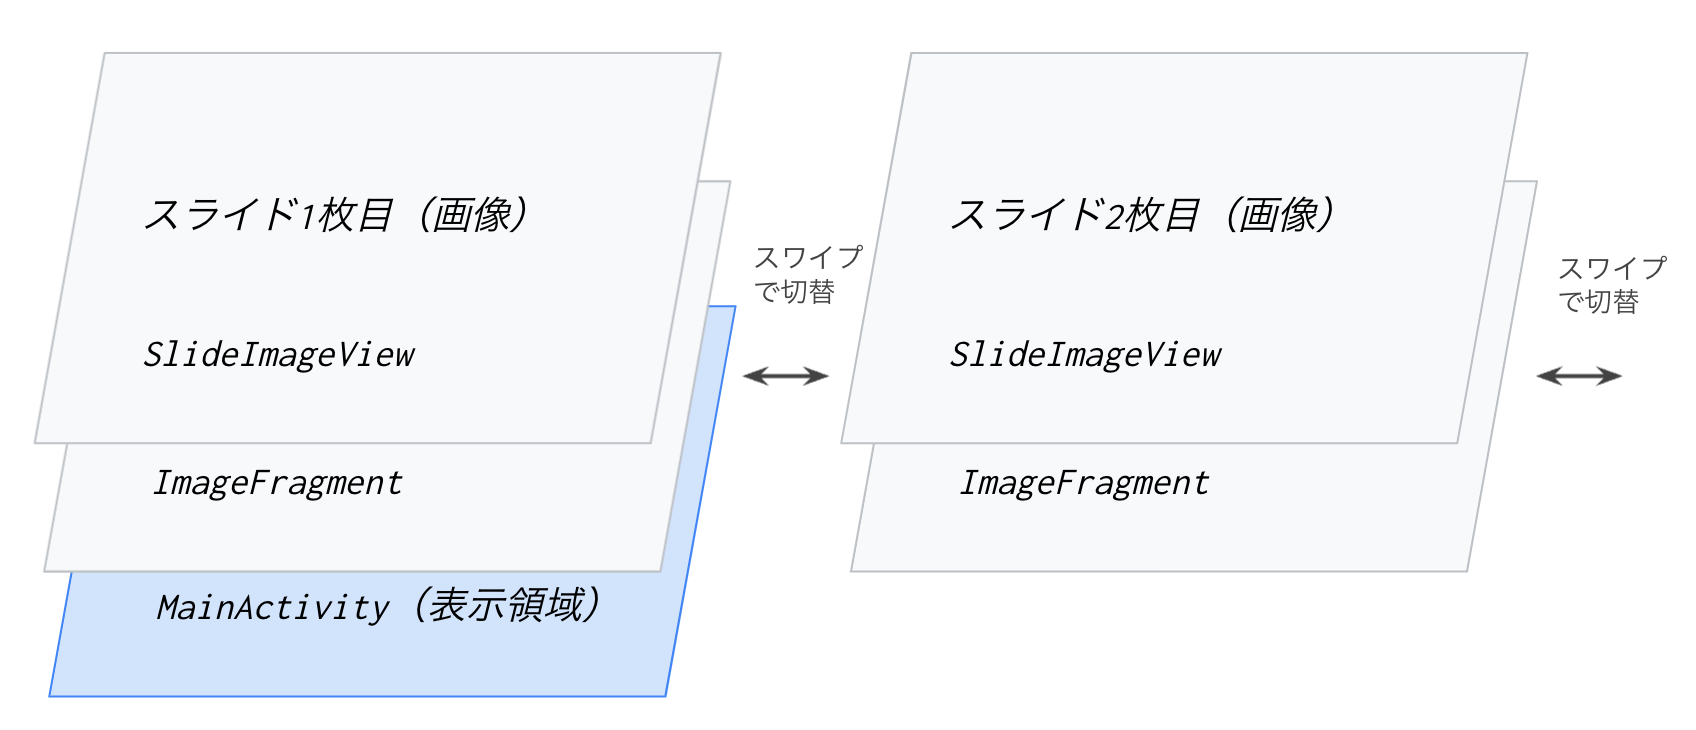 スライド1枚目（画像）
SlideImageView
ImageFragment
MainActivity（表示領域）
スワイプ
で切替
スライド2枚目（画像）
SlideImageView
ImageFragment
スワイプ
で切替